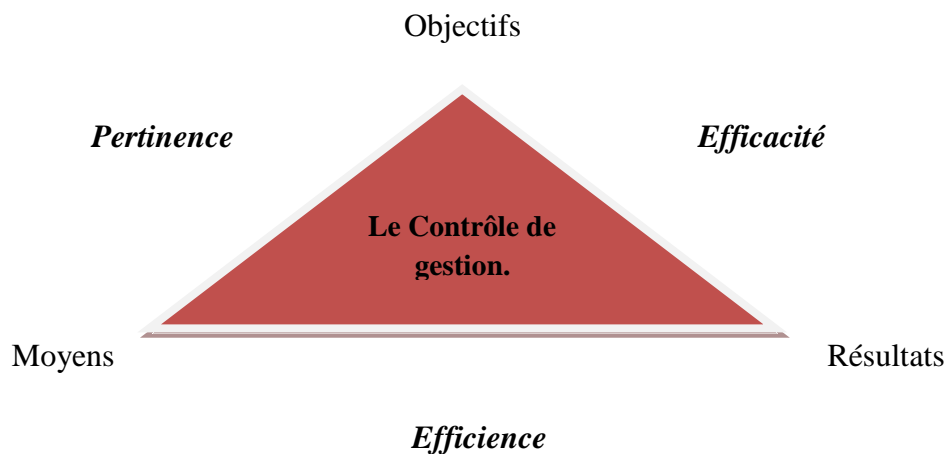 Objectifs
Pertinence
Efficacité
Le Contrôle de
gestion.
Moyens
Résultats
Efficience